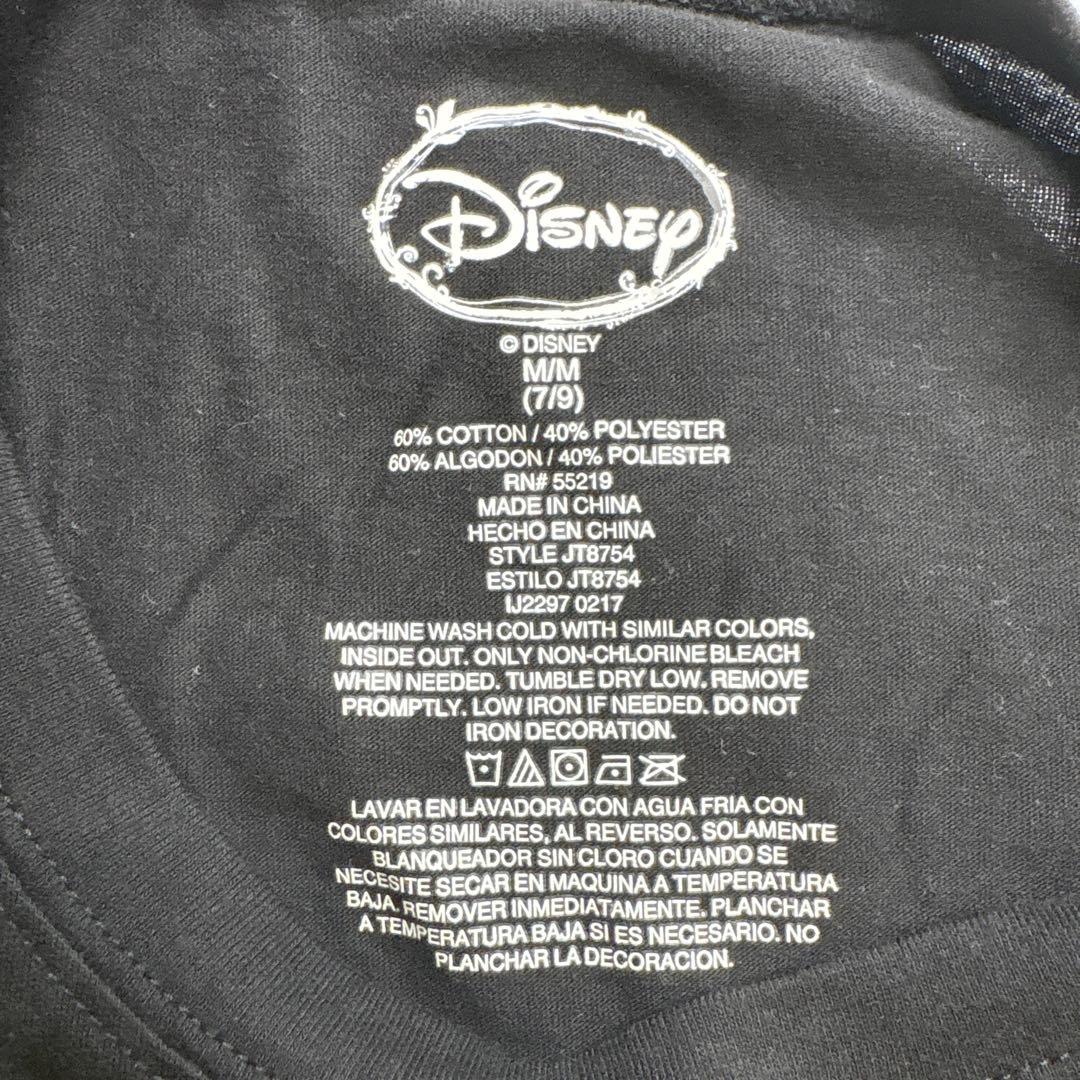 Disney
© DISNEY
M/M
(7/9)
60% COTTON / 40% POLYESTER
60% ALGODON / 40% POLIESTER
RN# 55219
MADE IN CHINA
HECHO EN CHINA
STYLE JT8754
ESTILO JT8754
IJ2297 0217
MACHINE WASH COLD WITH SIMILAR COLORS,
INSIDE OUT. ONLY NON-CHLORINE BLEACH
WHEN NEEDED. TUMBLE DRY LOW. REMOVE
PROMPTLY. LOW IRON IF NEEDED. DO NOT
IRON DECORATION.
LAVAR EN LAVADORA CON AGUA FRIA CON
COLORES SIMILARES, AL REVERSO. SOLAMENTE
BLANQUEADOR SIN CLORO CUANDO SE
NECESITE SECAR EN MAQUINA A TEMPERATURA
BAJA. REMOVER INMEDIATAMENTE. PLANCHAR
A TEMPERATURA BAJA SI ES NECESARIO. NO
PLANCHAR LA DECORACION.